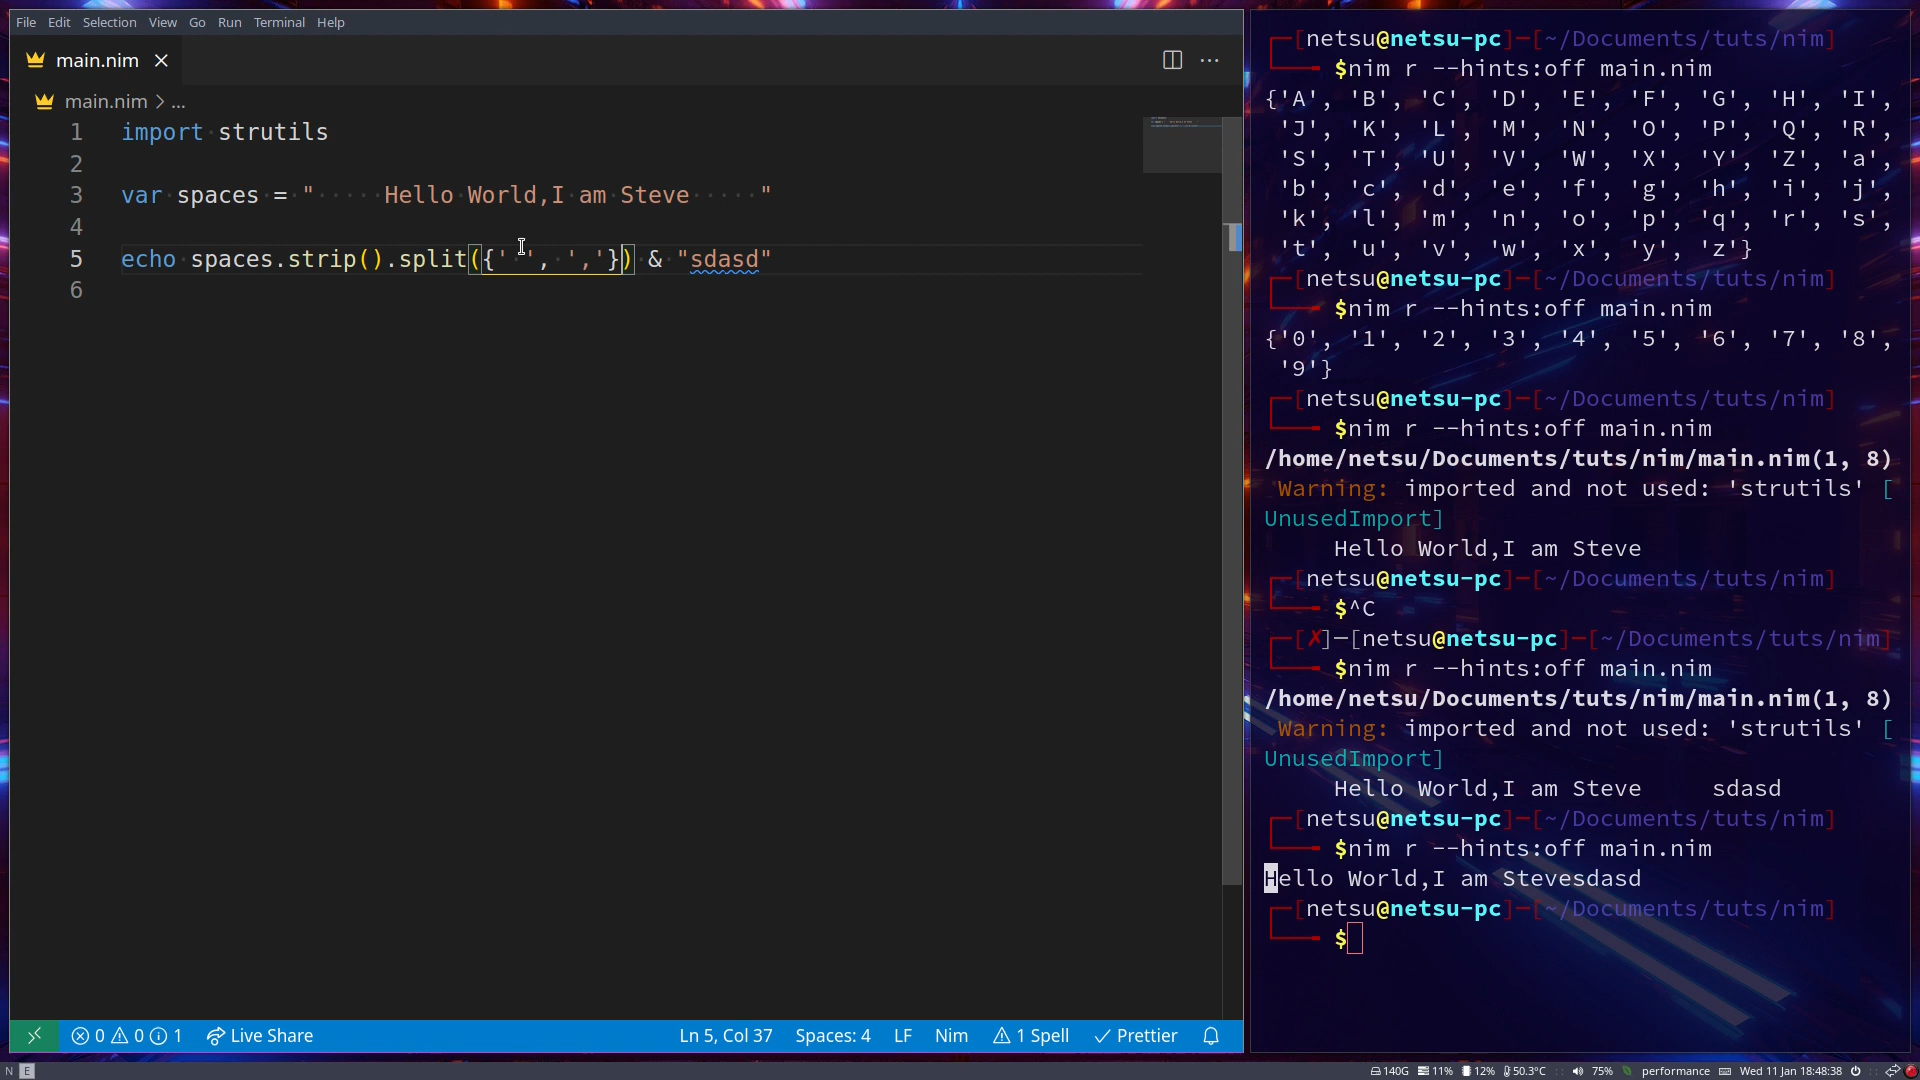 File Edit Selection View Go Run Terminal Help
main.nim
main.nim > ...
1 import strutils
2
3 var spaces = "     Hello World,I am Steve     "
4
5 echo spaces.strip().split({' ', ','}) & "sdasd"
6
0 0 1 Live Share Ln 5, Col 37 Spaces: 4 LF Nim 1 Spell Prettier
[netsu@netsu-pc]─[~/Documents/tuts/nim]
$nim r --hints:off main.nim
{'A', 'B', 'C', 'D', 'E', 'F', 'G', 'H', 'I',
'J', 'K', 'L', 'M', 'N', 'O', 'P', 'Q', 'R',
'S', 'T', 'U', 'V', 'W', 'X', 'Y', 'Z', 'a',
'b', 'c', 'd', 'e', 'f', 'g', 'h', 'i', 'j',
'k', 'l', 'm', 'n', 'o', 'p', 'q', 'r', 's',
't', 'u', 'v', 'w', 'x', 'y', 'z'}
[netsu@netsu-pc]─[~/Documents/tuts/nim]
$nim r --hints:off main.nim
{'0', '1', '2', '3', '4', '5', '6', '7', '8',
'9'}
[netsu@netsu-pc]─[~/Documents/tuts/nim]
$nim r --hints:off main.nim
/home/netsu/Documents/tuts/nim/main.nim(1, 8)
Warning: imported and not used: 'strutils' [
UnusedImport]
Hello World,I am Steve
[netsu@netsu-pc]─[~/Documents/tuts/nim]
$^C
[✗]─[netsu@netsu-pc]─[~/Documents/tuts/nim]
$nim r --hints:off main.nim
/home/netsu/Documents/tuts/nim/main.nim(1, 8)
Warning: imported and not used: 'strutils' [
UnusedImport]
Hello World,I am Steve     sdasd
[netsu@netsu-pc]─[~/Documents/tuts/nim]
$nim r --hints:off main.nim
Hello World,I am Stevesdasd
[netsu@netsu-pc]─[~/Documents/tuts/nim]
$
N E 140G 11% 12% 50.3°C 75% performance Wed 11 Jan 18:48:38